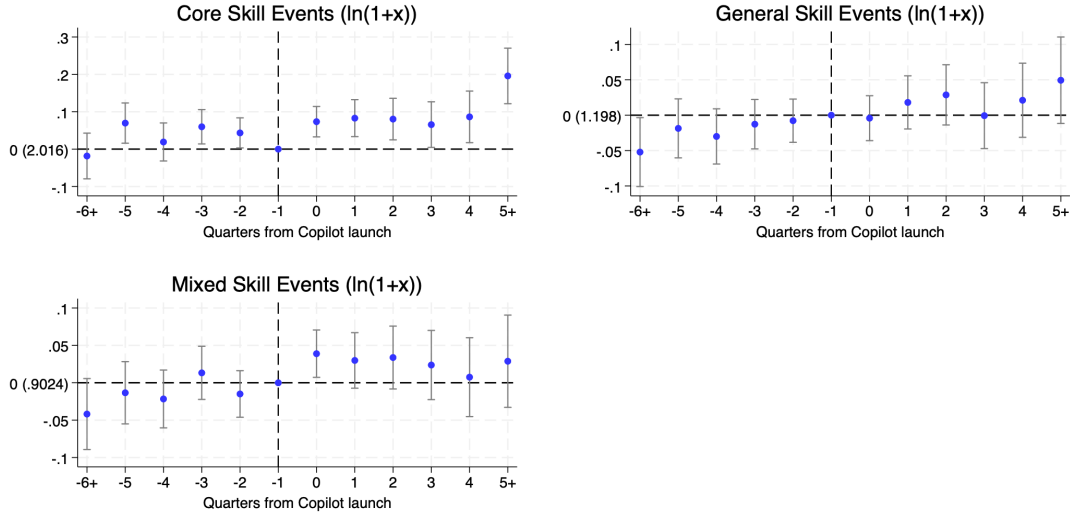 Core Skill Events (ln(1+x))
.3
.2
.1
0 (2.016)
-.1
-6+ -5 -4 -3 -2 -1 0 1 2 3 4 5+
Quarters from Copilot launch
General Skill Events (ln(1+x))
.1
.05
0 (1.198)
-.05
-.1
-6+ -5 -4 -3 -2 -1 0 1 2 3 4 5+
Quarters from Copilot launch
Mixed Skill Events (ln(1+x))
.1
.05
0 (.9024)
-.05
-.1
-6+ -5 -4 -3 -2 -1 0 1 2 3 4 5+
Quarters from Copilot launch